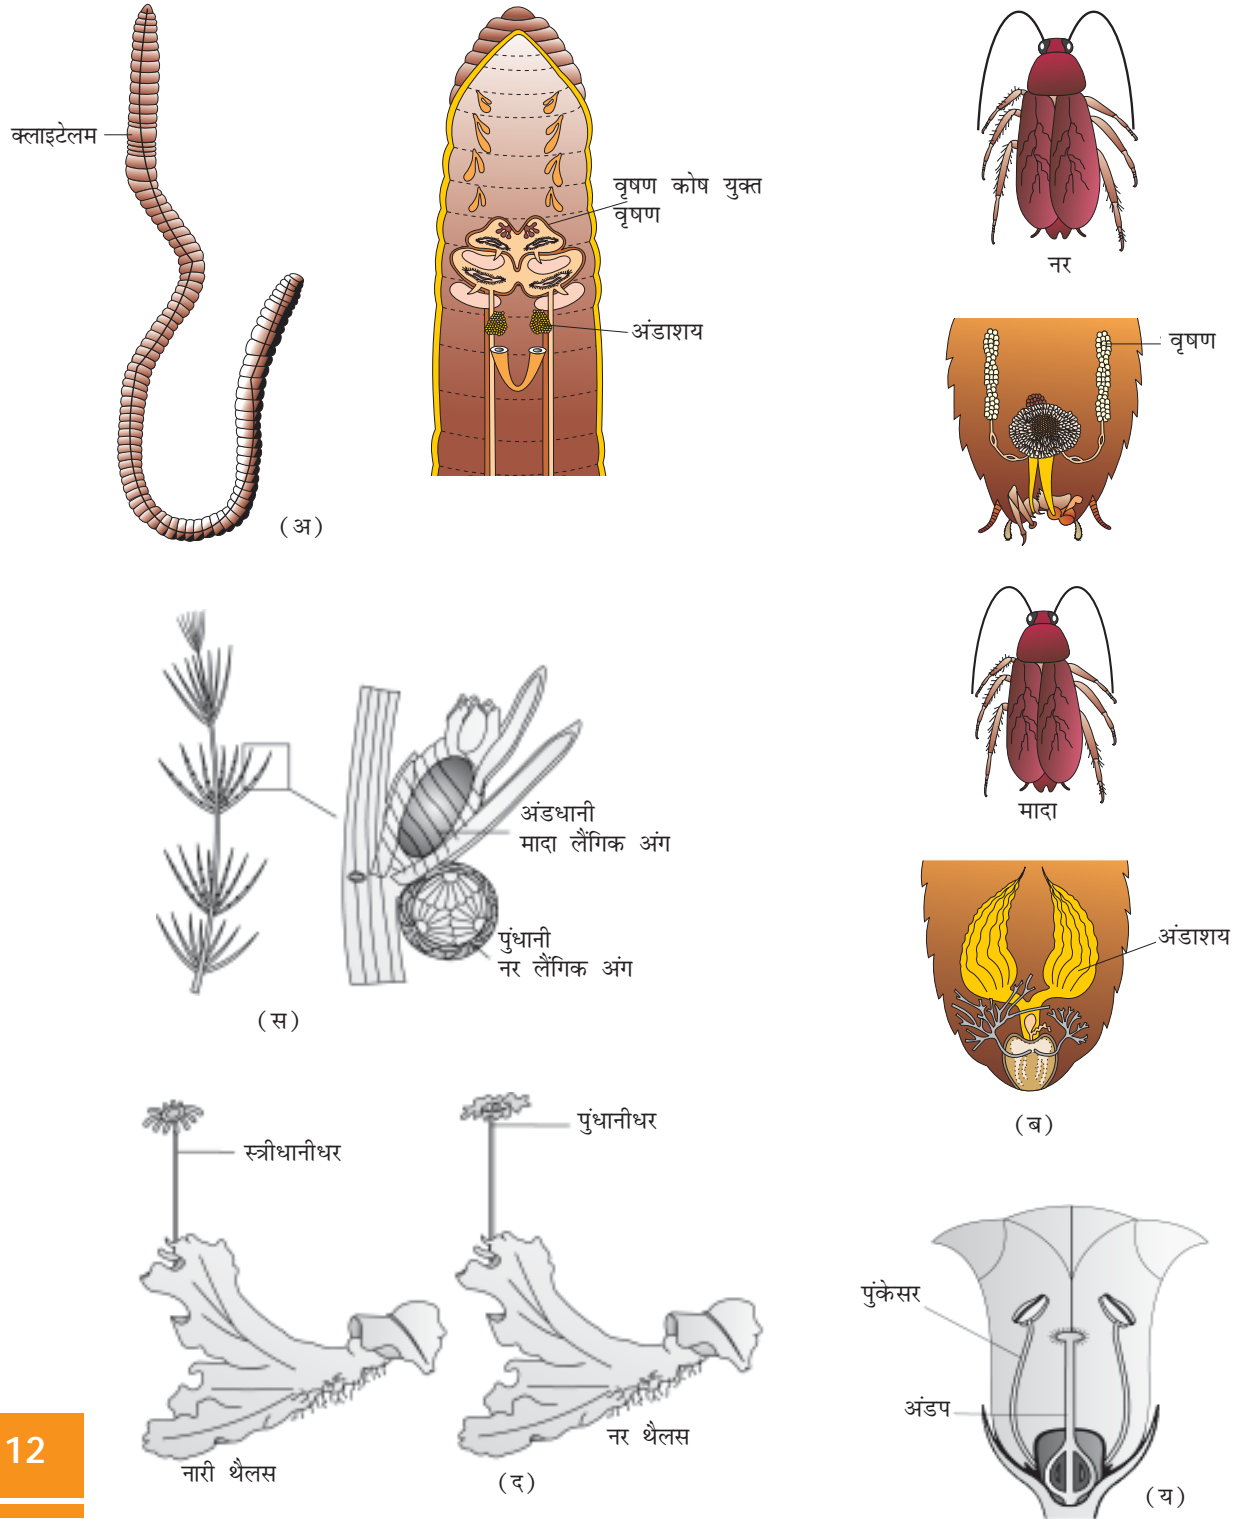 क्लाइटेलम
वृषण कोष युक्त
वृषण
अंडाशय
(अ)
नर
वृषण
मादा
अंडाशय
(ब)
अंडधानी
मादा लैंगिक अंग
पुंधानी
नर लैंगिक अंग
(स)
स्त्रीधानीधर
पुंधानीधर
नारी थैलस
नर थैलस
(द)
पुंकेसर
अंडप
(य)
12